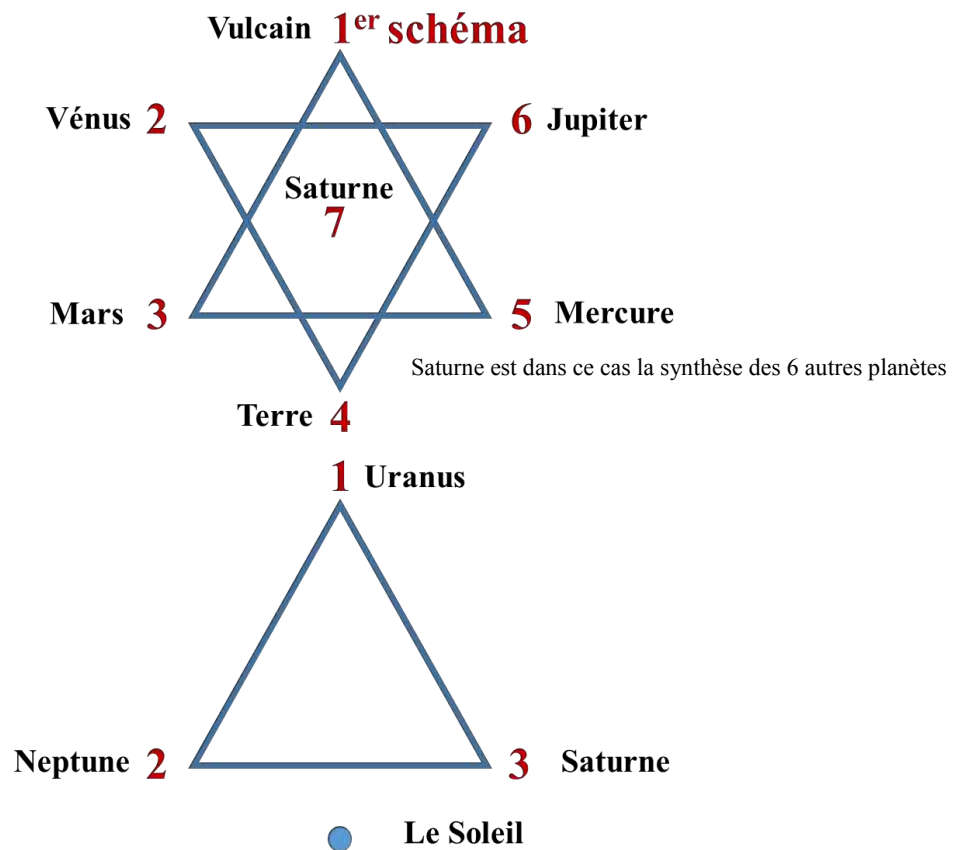 Vulcain 1er schéma
Vénus 2
6 Jupiter
Saturne
7
Mars 3
5 Mercure
Saturne est dans ce cas la synthèse des 6 autres planètes
Terre 4
1 Uranus
Neptune 2
3 Saturne
Le Soleil